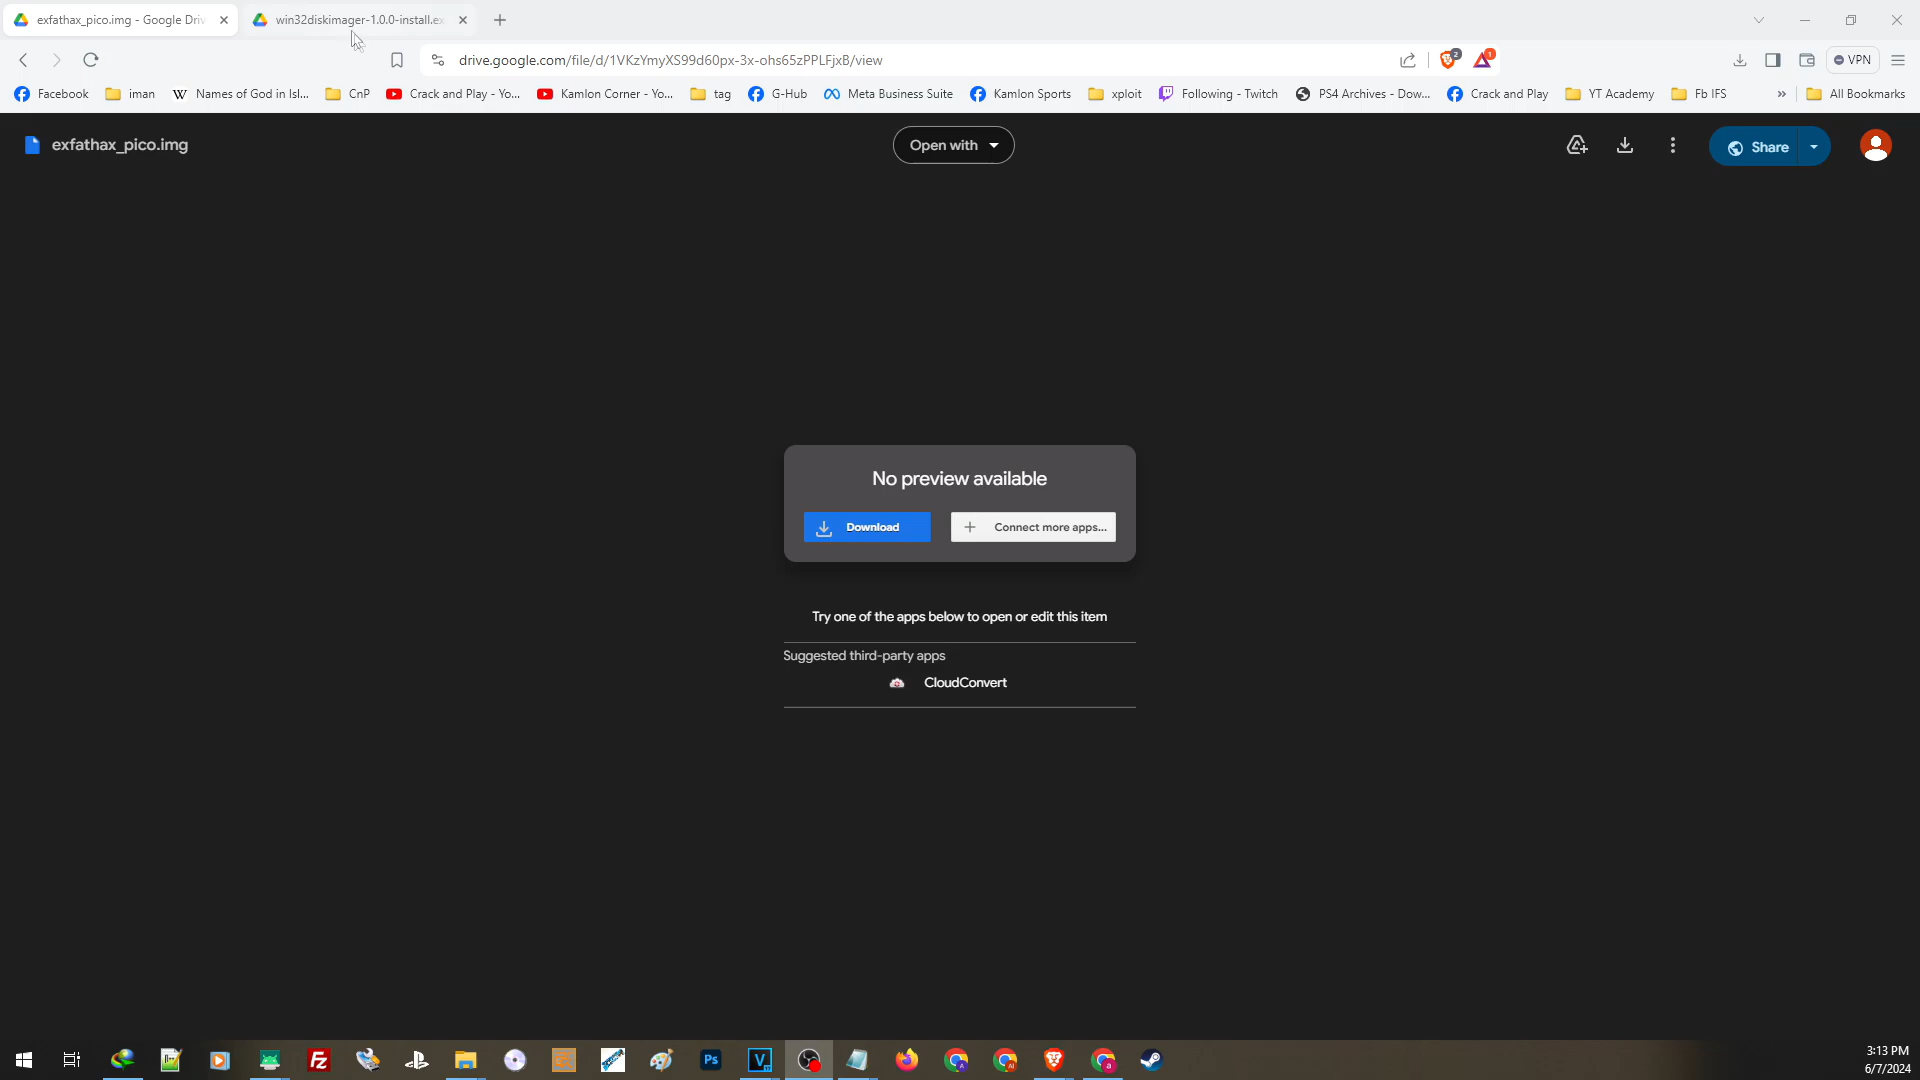 exfathax_pico.img - Google Driv
win32diskimager-1.0.0-install.ex
drive.google.com/file/d/1VKzYmyXS99d60px-3x-ohs65zPPLFjxB/view
2
1
VPN
Facebook
iman
Names of God in Isl...
CnP
Crack and Play - Yo...
Kamlon Corner - Yo...
tag
G-Hub
Meta Business Suite
Kamlon Sports
xploit
Following - Twitch
PS4 Archives - Dow...
Crack and Play
YT Academy
Fb IFS
»
All Bookmarks
exfathax_pico.img
Open with
Share
No preview available
Download
Connect more apps...
Try one of the apps below to open or edit this item
Suggested third-party apps
CloudConvert
Fz
Ps
V
3:13 PM
6/7/2024